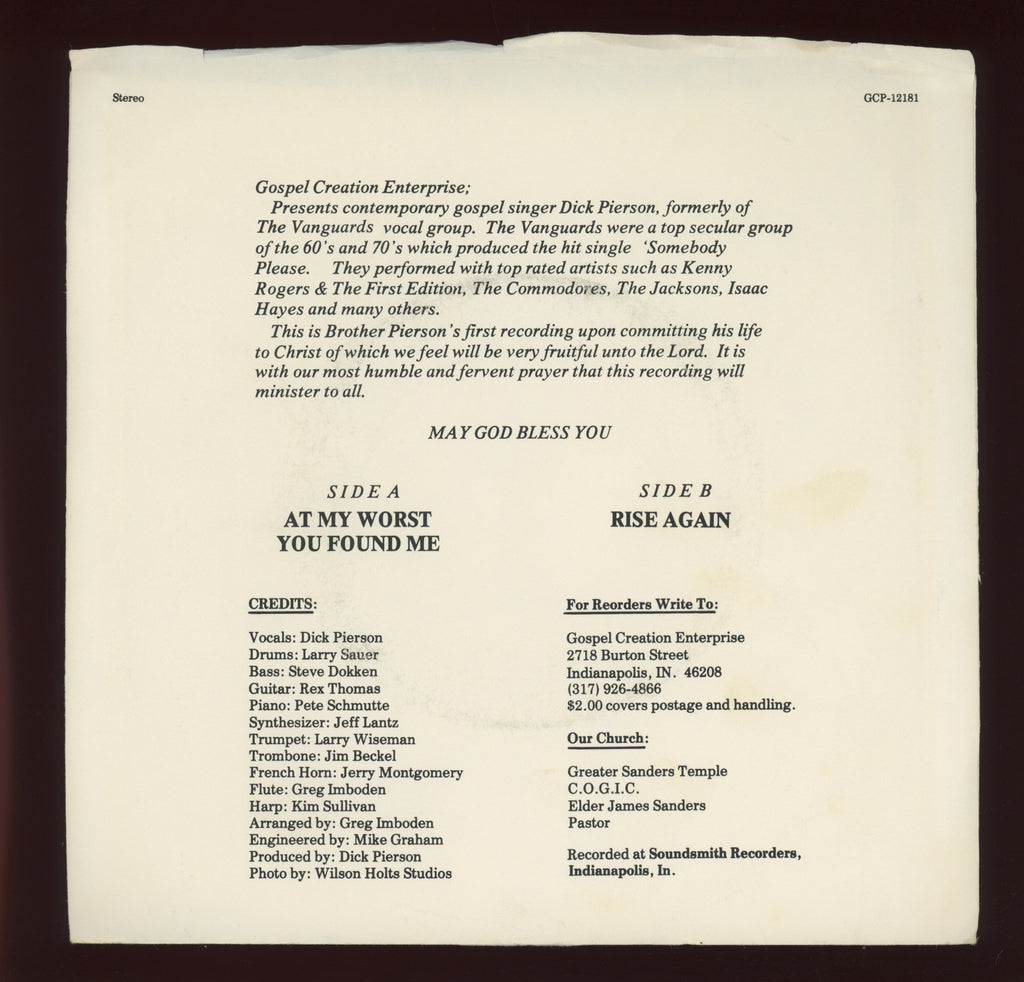 Stereo
GCP-12181
Gospel Creation Enterprise;
Presents contemporary gospel singer Dick Pierson, formerly of
The Vanguards vocal group. The Vanguards were a top secular group
of the 60's and 70's which produced the hit single 'Somebody
Please. They performed with top rated artists such as Kenny
Rogers & The First Edition, The Commodores, The Jacksons, Isaac
Hayes and many others.
This is Brother Pierson's first recording upon committing his life
to Christ of which we feel will be very fruitful unto the Lord. It is
with our most humble and fervent prayer that this recording will
minister to all.
MAY GOD BLESS YOU
SIDE A
AT MY WORST
YOU FOUND ME
SIDE B
RISE AGAIN
CREDITS:
Vocals: Dick Pierson
Drums: Larry Sauer
Bass: Steve Dokken
Guitar: Rex Thomas
Piano: Pete Schmutte
Synthesizer: Jeff Lantz
Trumpet: Larry Wiseman
Trombone: Jim Beckel
French Horn: Jerry Montgomery
Flute: Greg Imboden
Harp: Kim Sullivan
Arranged by: Greg Imboden
Engineered by: Mike Graham
Produced by: Dick Pierson
Photo by: Wilson Holts Studios
For Reorders Write To:
Gospel Creation Enterprise
2718 Burton Street
Indianapolis, IN. 46208
(317) 926-4866
$2.00 covers postage and handling.
Our Church:
Greater Sanders Temple
C.O.G.I.C.
Elder James Sanders
Pastor
Recorded at Soundsmith Recorders,
Indianapolis, In.